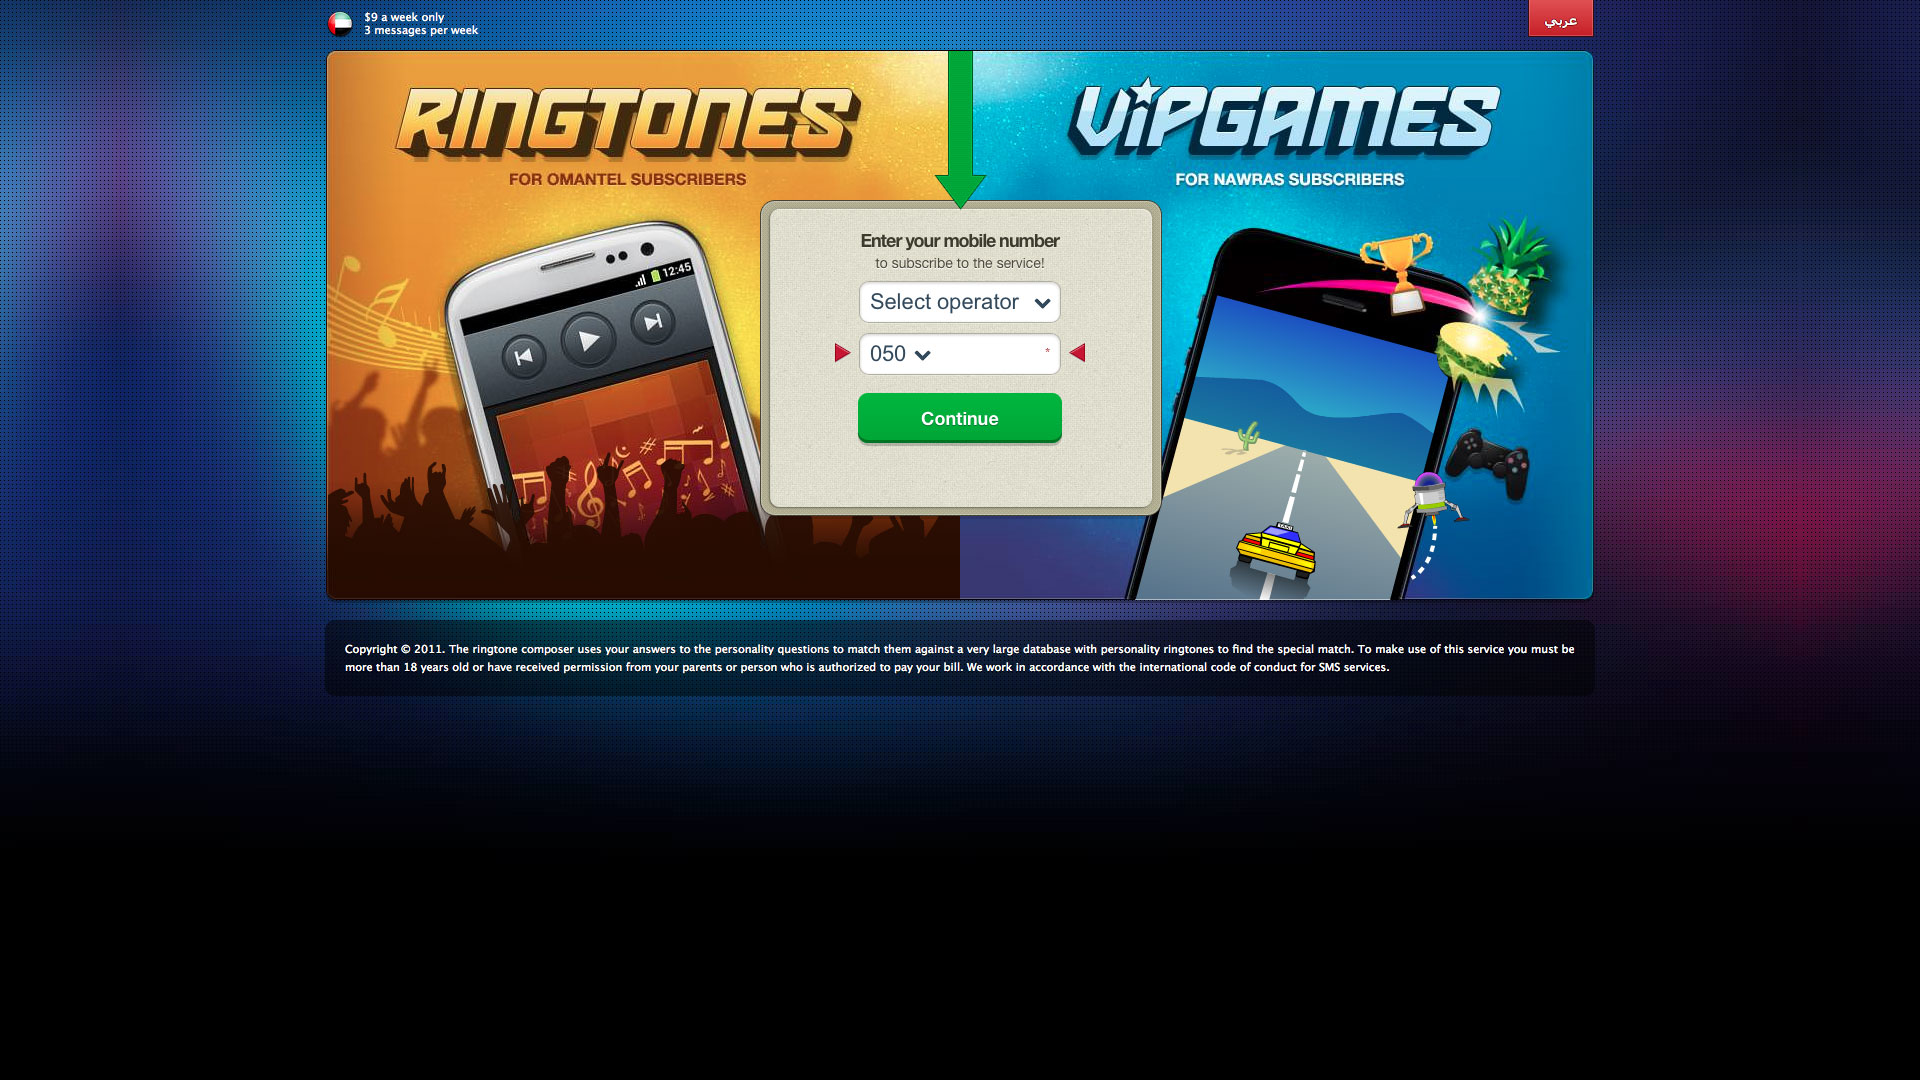 $9 a week only
3 messages per week
عربي
RINGTONES
FOR OMANTEL SUBSCRIBERS
VIPGAMES
FOR NAWRAS SUBSCRIBERS
12:45
Enter your mobile number
to subscribe to the service!
Select operator
050 *
Continue
TAXI
Copyright © 2011. The ringtone composer uses your answers to the personality questions to match them against a very large database with personality ringtones to find the special match. To make use of this service you must be
more than 18 years old or have received permission from your parents or person who is authorized to pay your bill. We work in accordance with the international code of conduct for SMS services.